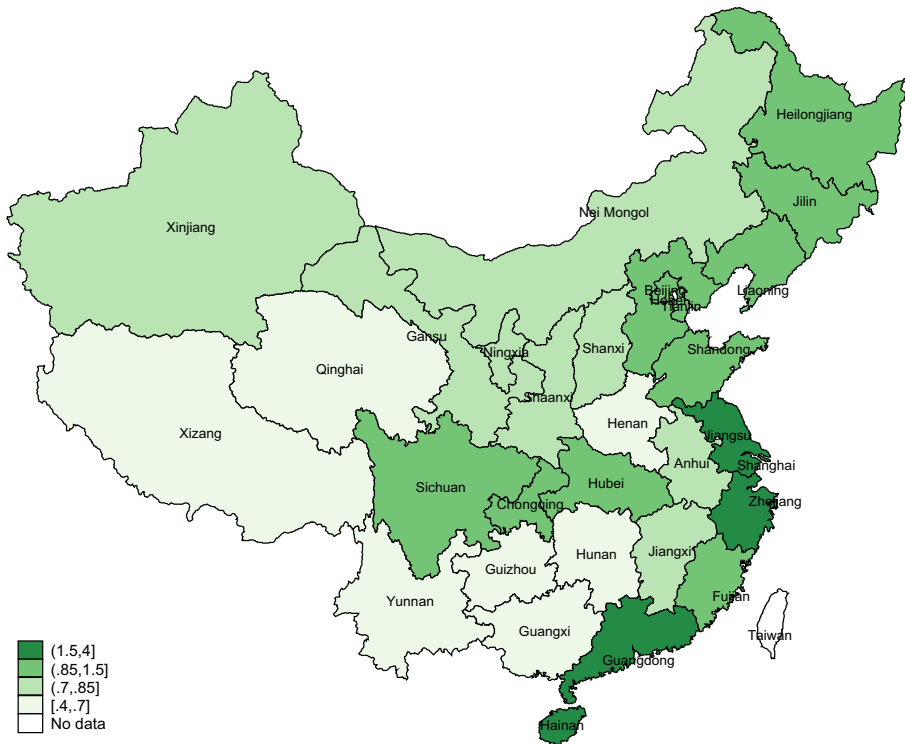 Heilongjiang
Jilin
Nei Mongol
Xinjiang
Beijing
Liaoning
Hebei
Tianjin
Gansu
Ningxia
Shanxi
Shandong
Qinghai
Shaanxi
Henan
Xizang
Jiangsu
Anhui
Shanghai
Sichuan
Hubei
Chongqing
Zhejiang
Hunan
Jiangxi
Guizhou
Yunnan
Fujian
Guangxi
Taiwan
Guangdong
Hainan
(1.5,4]
(.85,1.5]
(.7,.85]
[.4,.7]
No data